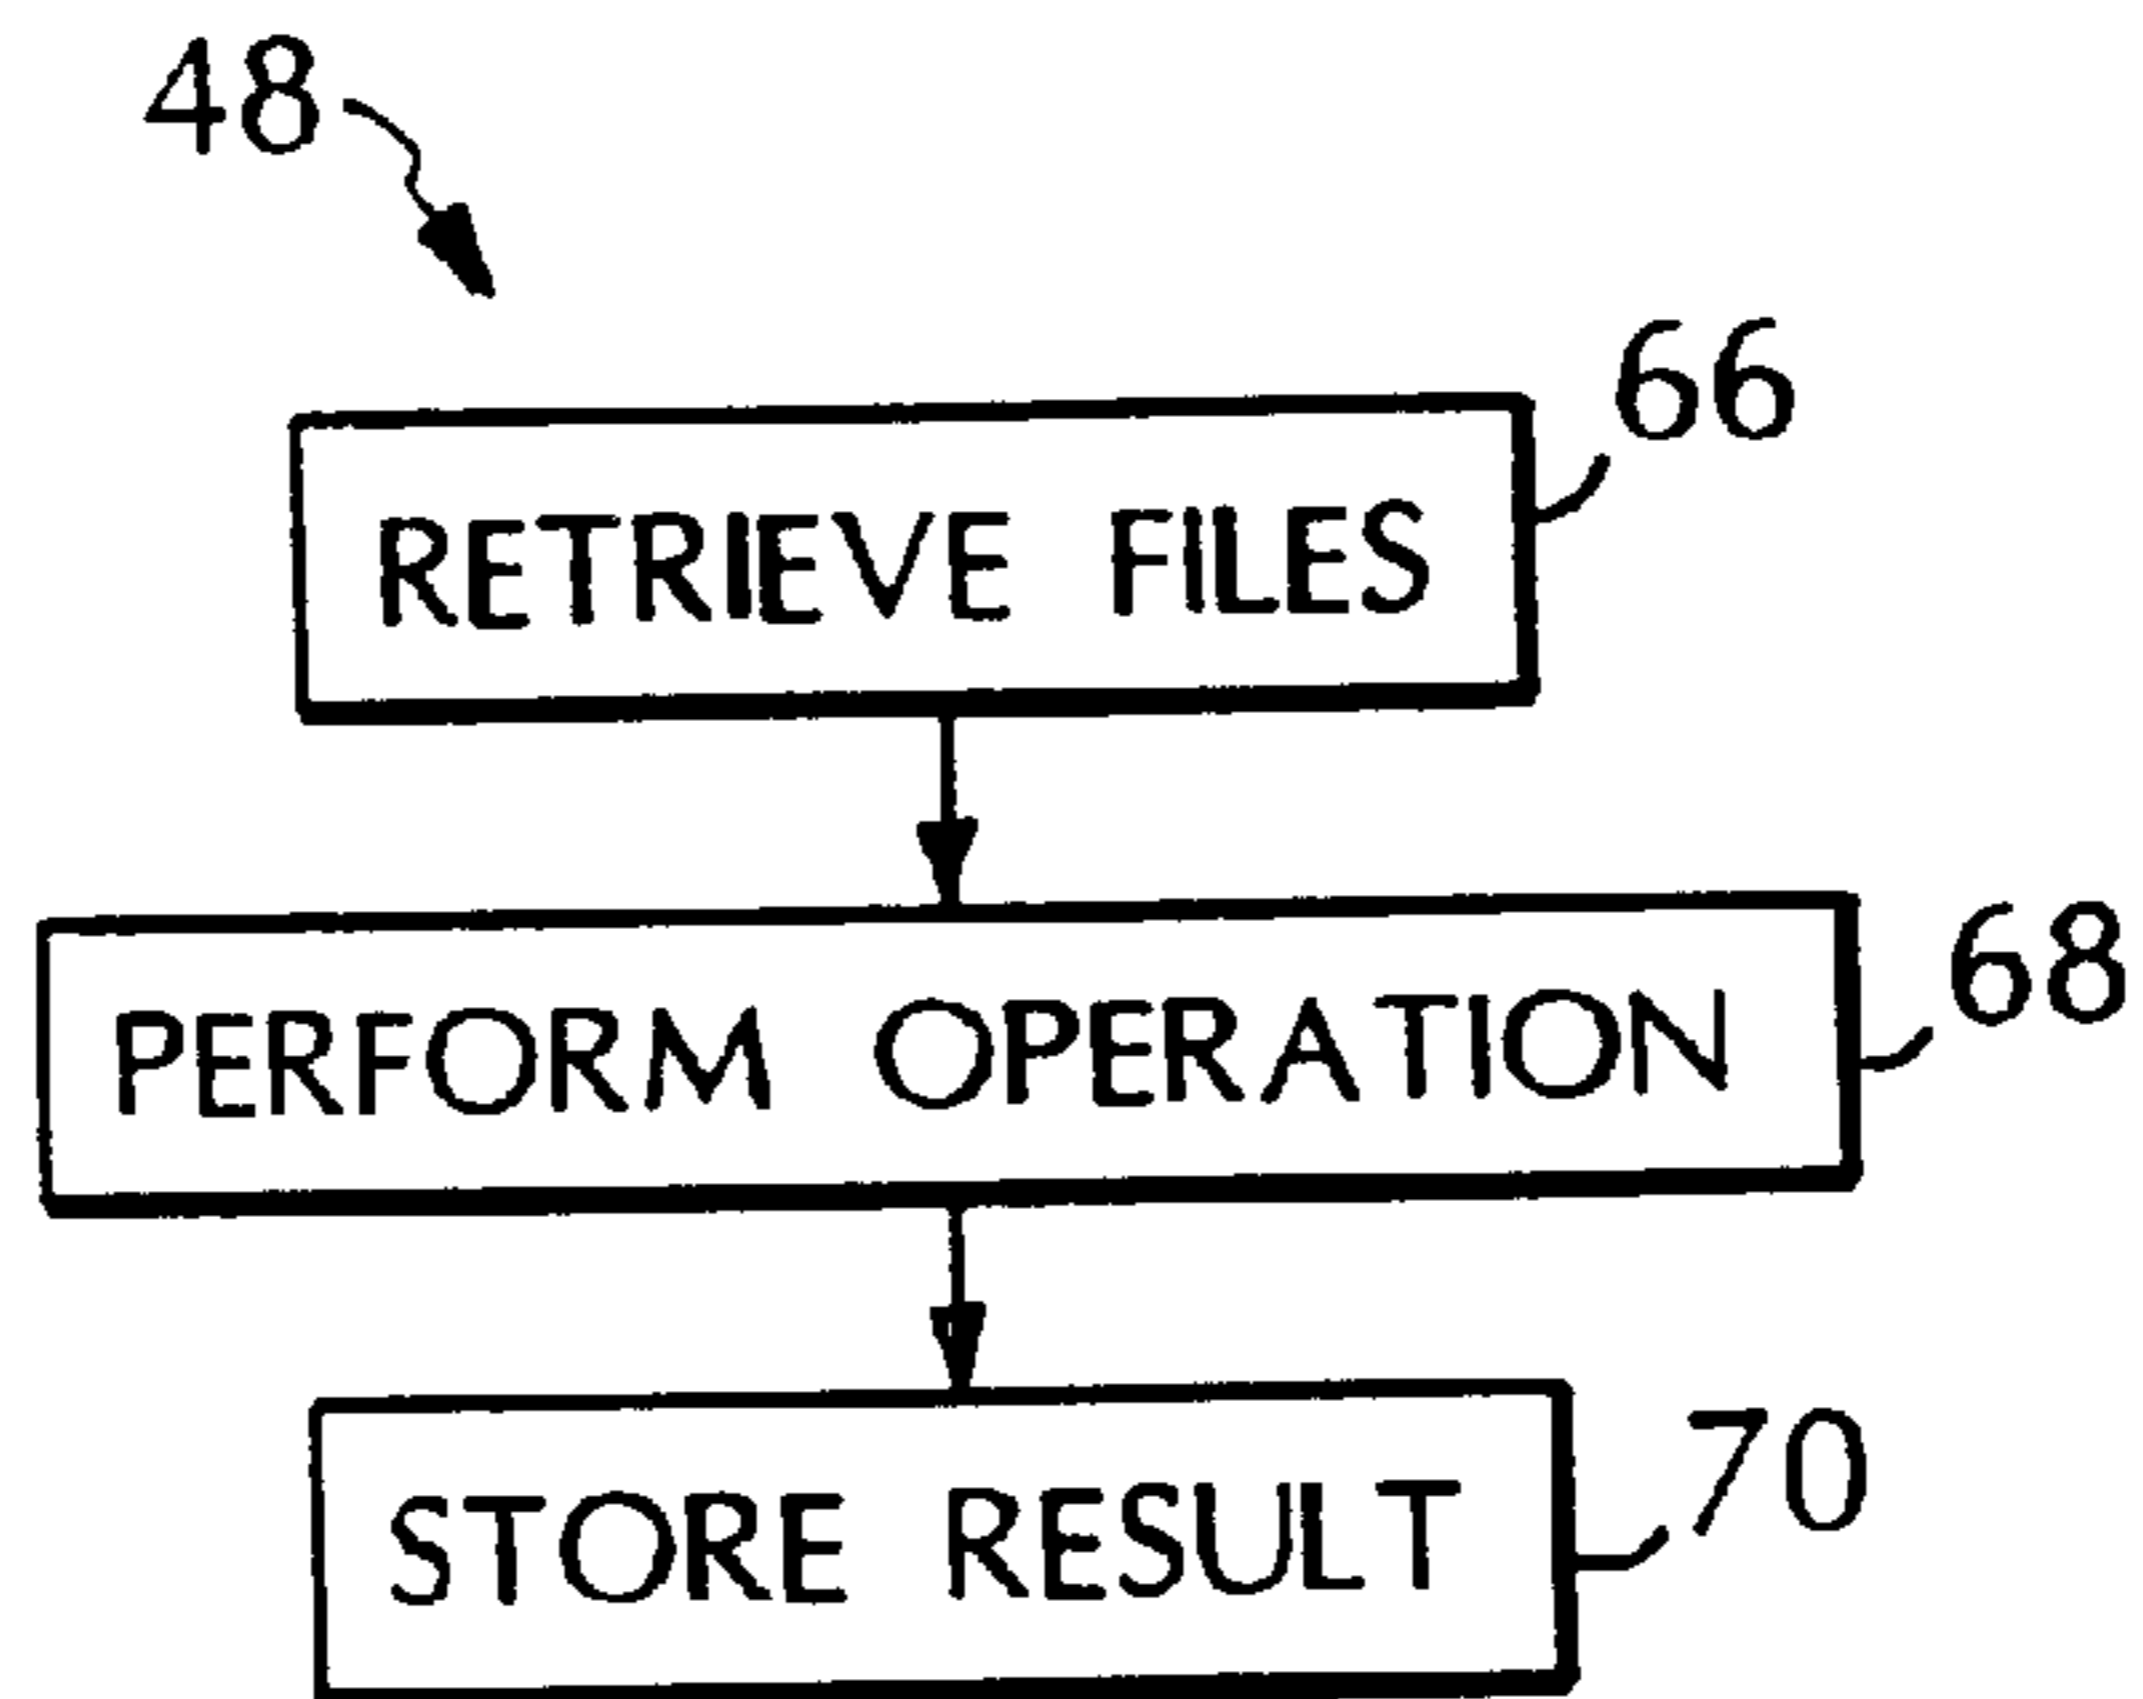 48
66
RETRIEVE FILES
68
PERFORM OPERATION
70
STORE RESULT